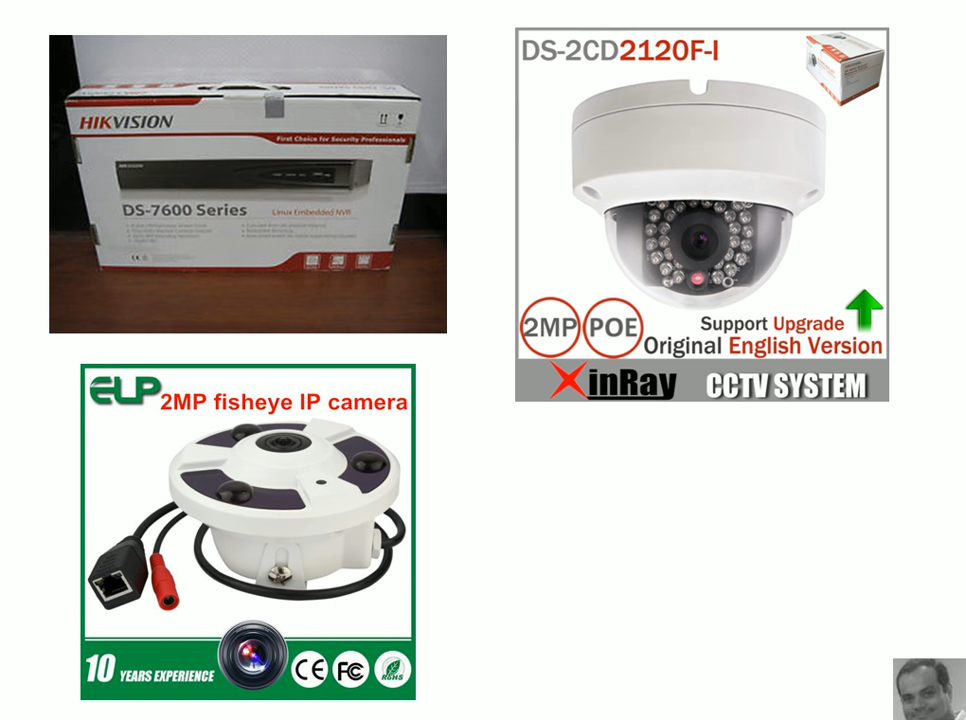 HIKVISION
First Choice for Security Professionals
HIKVISION
DS-7600 Series
Linux Embedded NVR
DS-2CD2120F-I
2MP
POE
Support Upgrade
Original English Version
XinRay
CCTV SYSTEM
ELP
2MP fisheye IP camera
10 YEARS EXPERIENCE
CE
FC
RoHS